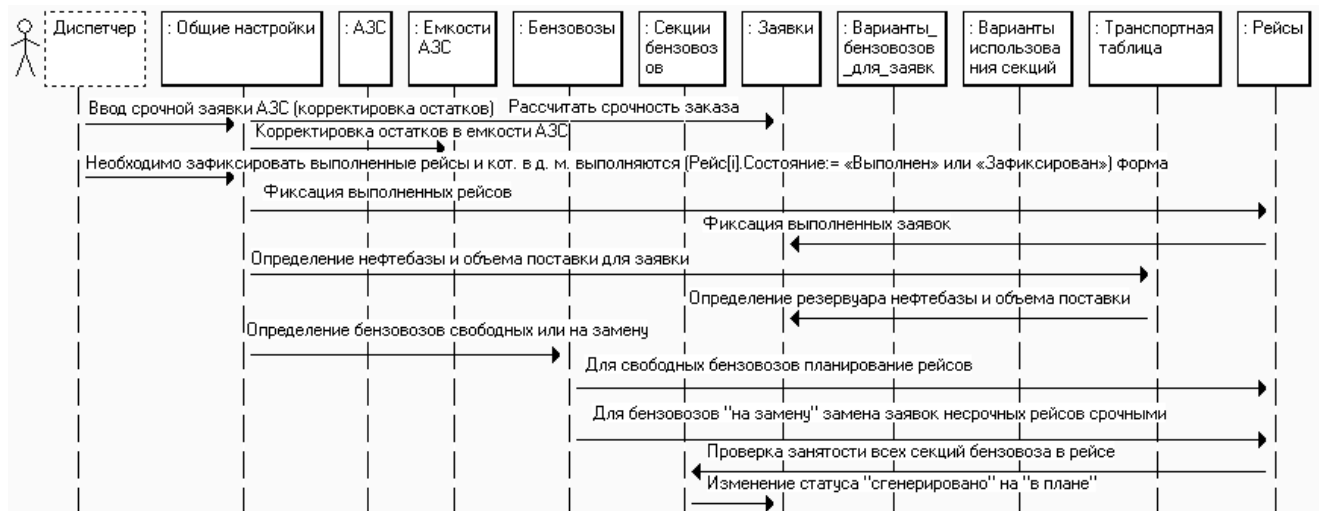 Диспетчер
: Общие настройки
: АЗС
: Емкости
АЗС
: Бензовозы
: Секции
бензовоз
ов
: Заявки
: Варианты_
бензовозов
_для_заявк
: Варианты
использова
ния секций
: Транспортная
таблица
: Рейсы
Ввод срочной заявки АЗС (корректировка остатков)
Рассчитать срочность заказа
Корректировка остатков в емкости АЗС
Необходимо зафиксировать выполненные рейсы и кот. в д. м. выполняются (Рейс[i].Состояние:= «Выполнен» или «Зафиксирован») форма
Фиксация выполненных рейсов
Фиксация выполненных заявок
Определение нефтебазы и объема поставки для заявки
Определение резервуара нефтебазы и объема поставки
Определение бензовозов свободных или на замену
Для свободных бензовозов планирование рейсов
Для бензовозов "на замену" замена заявок несрочных рейсов срочными
Проверка занятости всех секций бензовоза в рейсе
Изменение статуса "сгенерировано" на "в плане"